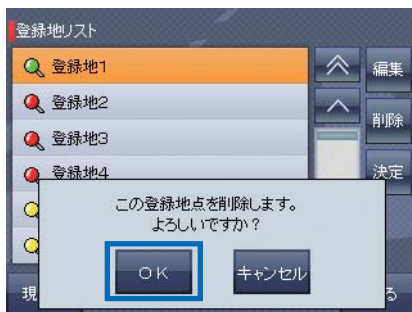 登録地リスト
登録地1
編集
登録地2
削除
登録地3
登録地4
決定
この登録地点を削除します。
よろしいですか?
OK
キャンセル
現
る